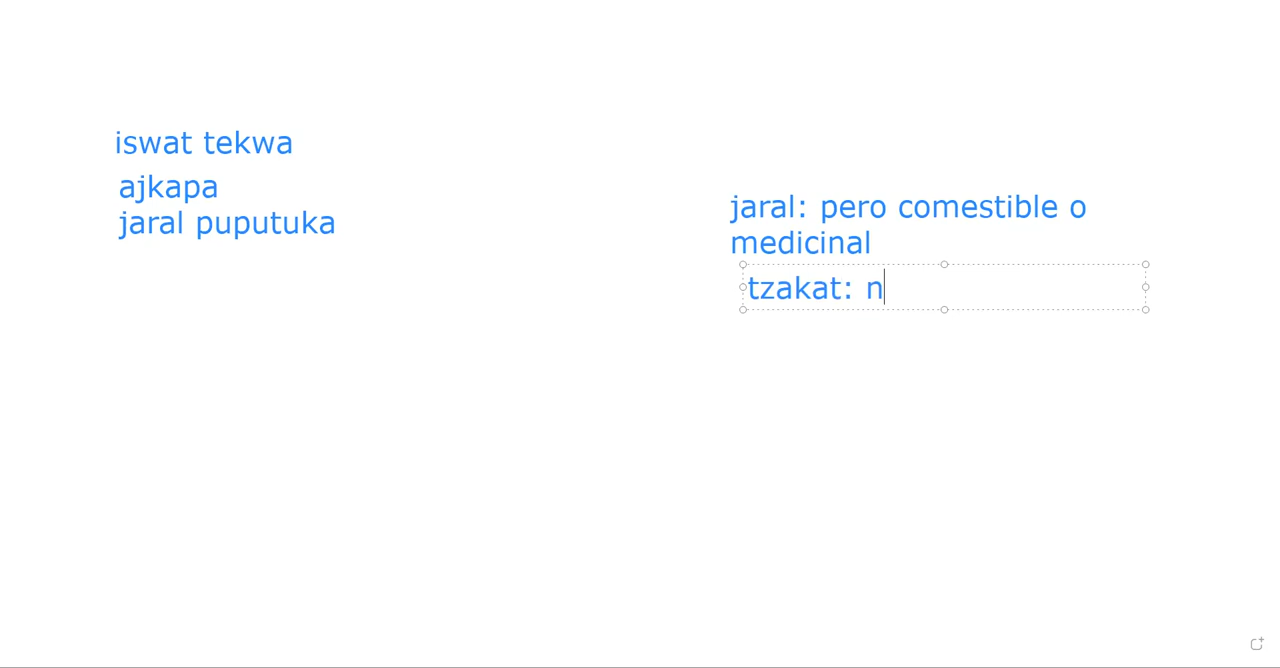 iswat tekwa
ajkapa
jaral puputuka
jaral: pero comestible o
medicinal
tzakat: n